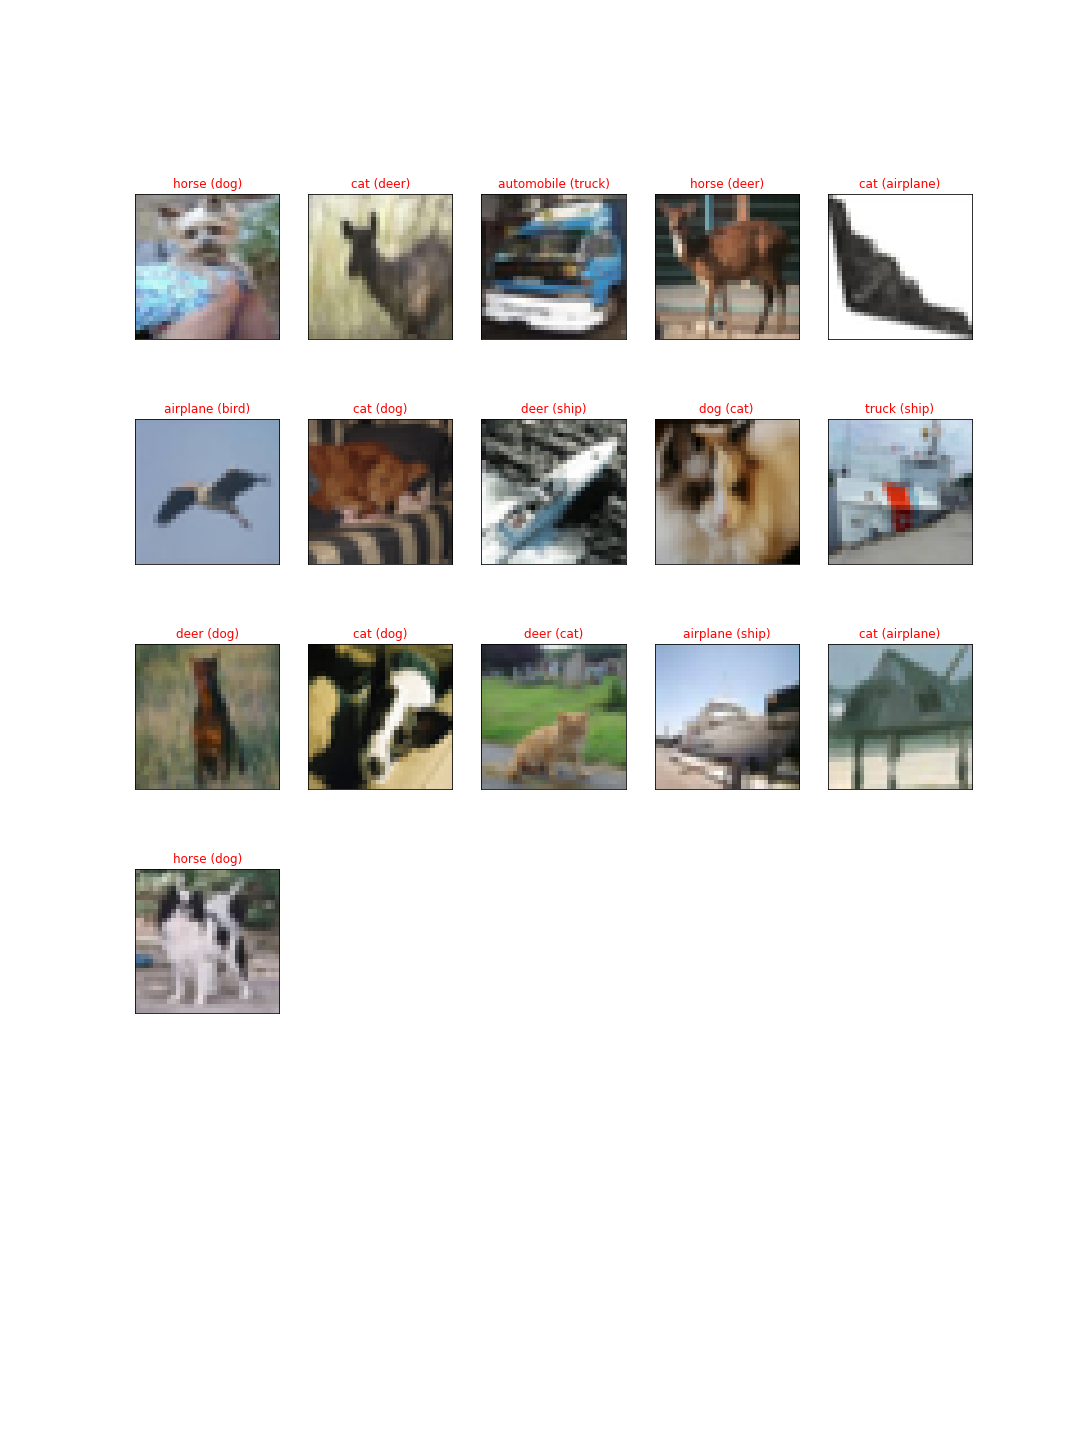 horse (dog)
cat (deer)
automobile (truck)
horse (deer)
cat (airplane)
airplane (bird)
cat (dog)
deer (ship)
dog (cat)
truck (ship)
deer (dog)
cat (dog)
deer (cat)
airplane (ship)
cat (airplane)
horse (dog)